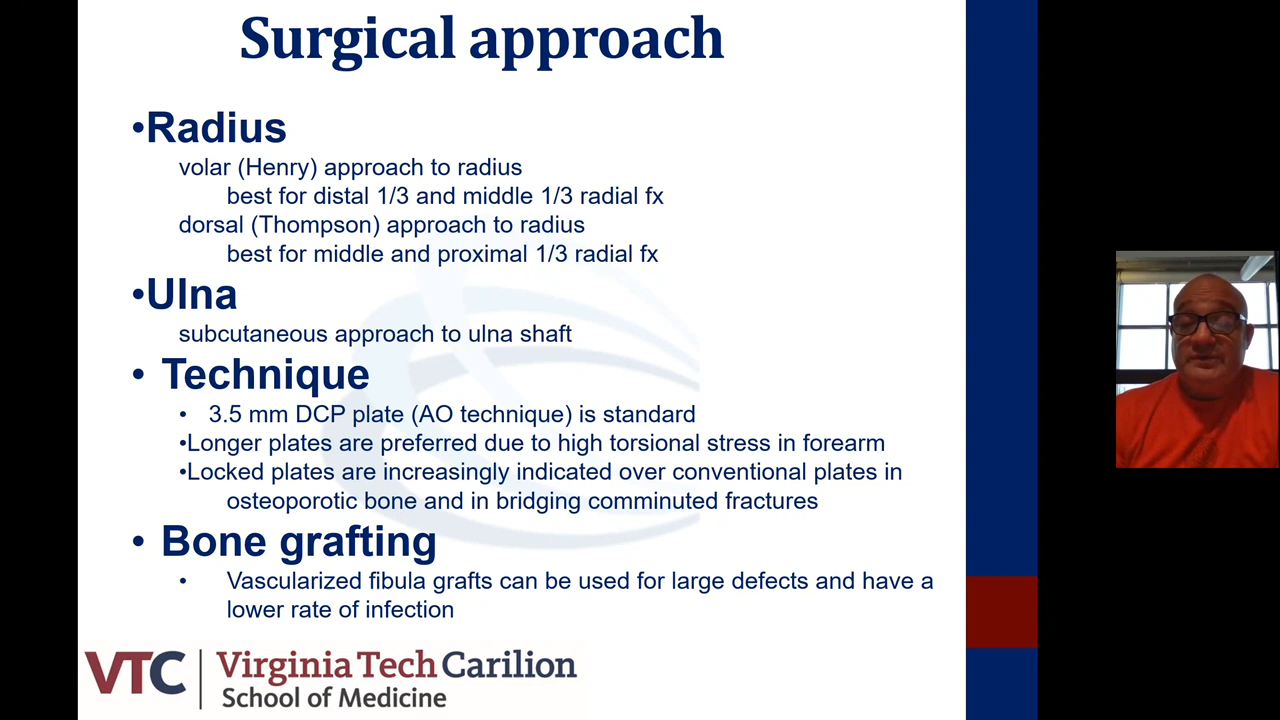 Surgical approach
•Radius
volar (Henry) approach to radius
best for distal 1/3 and middle 1/3 radial fx
dorsal (Thompson) approach to radius
best for middle and proximal 1/3 radial fx
•Ulna
subcutaneous approach to ulna shaft
• Technique
• 3.5 mm DCP plate (AO technique) is standard
•Longer plates are preferred due to high torsional stress in forearm
•Locked plates are increasingly indicated over conventional plates in
osteoporotic bone and in bridging comminuted fractures
• Bone grafting
• Vascularized fibula grafts can be used for large defects and have a
lower rate of infection
VTC
Virginia Tech Carilion
School of Medicine